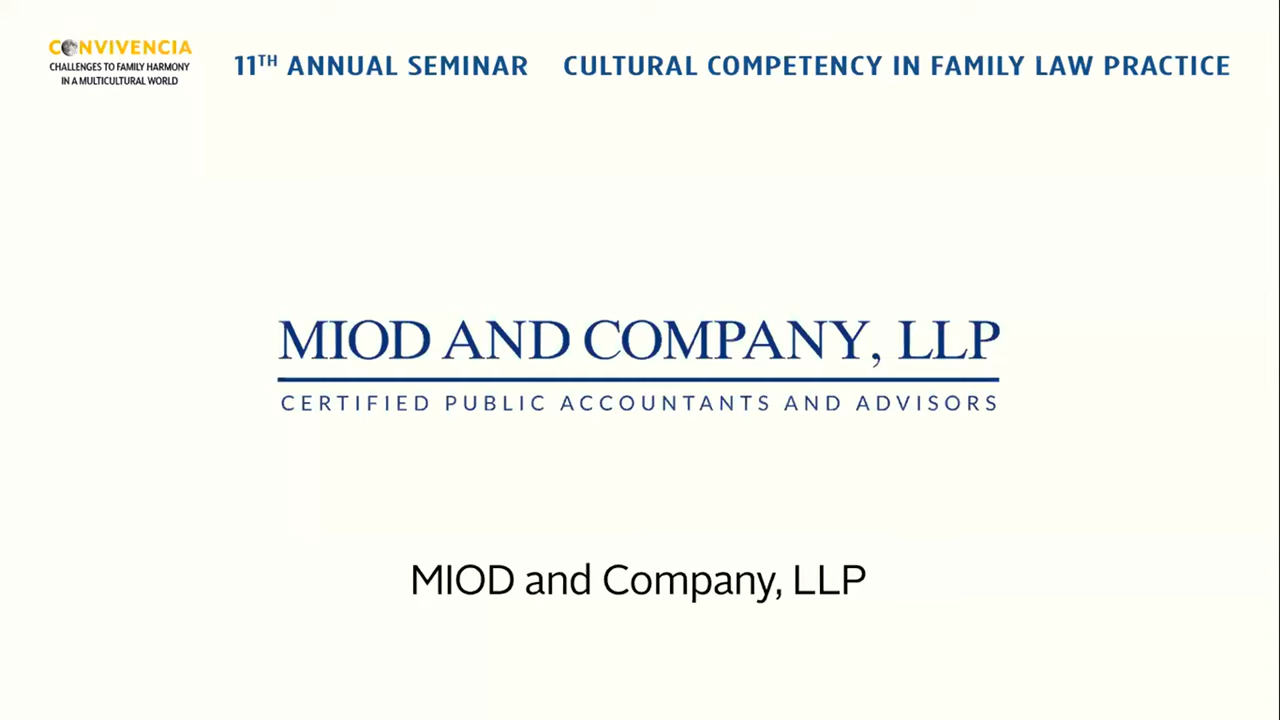 CONVIVENCIA
CHALLENGES TO FAMILY HARMONY
IN A MULTICULTURAL WORLD
11TH ANNUAL SEMINAR CULTURAL COMPETENCY IN FAMILY LAW PRACTICE
MIOD AND COMPANY, LLP
CERTIFIED PUBLIC ACCOUNTANTS AND ADVISORS
MIOD and Company, LLP